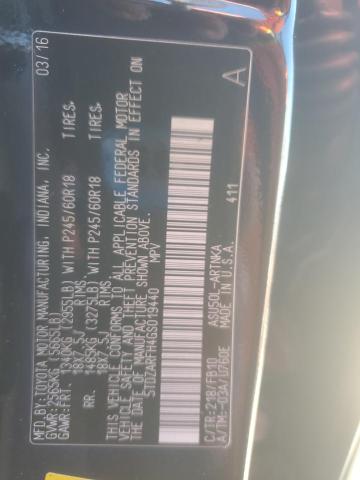 MFD BY:TOYOTA MOTOR MANUFACTURING, INDIANA, INC. 03/16
GVWR:2565KG (5655LB)
GAWR:FRT. 1340KG (2955LB) WITH P245/60R18 TIRES.
18X7.5J RIMS
RR. 1485KG (3275LB) WITH P245/60R18 TIRES.
18X7.5J RIMS
THIS VEHICLE CONFORMS TO ALL APPLICABLE FEDERAL MOTOR
VEHICLE SAFETY AND THEFT PREVENTION STANDARDS IN EFFECT ON
THE DATE OF MANUFACTURE SHOWN ABOVE.
5TDZARFH4GS019440 MPV
A
C/TR:218/FB10 ASU50L-ARTNKA
A/TM:-03A/U760E MADE IN U.S.A. 411